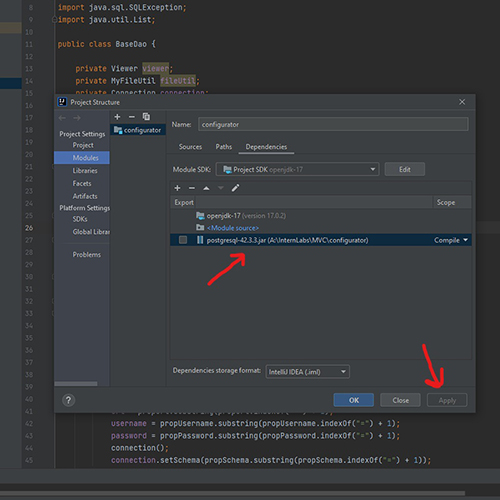 8
import java.sql.SQLException;
9
import java.util.List;
10
11
public class BaseDao {
12
13
private Viewer viewer;
14
private MyFileUtil fileUtil;
15
private Connection connection;
Project Structure
Project Settings
Project
Modules
Libraries
Facets
Artifacts
Platform Settings
SDKs
Global Librar
Problems
configurator
Name:
configurator
Sources
Paths
Dependencies
Module SDK:
Project SDK openjdk-17
Edit
Export
Scope
openjdk-17 (version 17.0.2)
<Module source>
postgresql-42.3.3.jar (A:\InternLabs\MVC\configurator)
Compile
Dependencies storage format:
IntelliJ IDEA (.iml)
?
OK
Close
Apply
26
42
username = propUsername.substring(propUsername.indexOf("=") + 1);
43
password = propPassword.substring(propPassword.indexOf("=") + 1);
44
connection();
45
connection.setSchema(propSchema.substring(propSchema.indexOf("=") + 1));